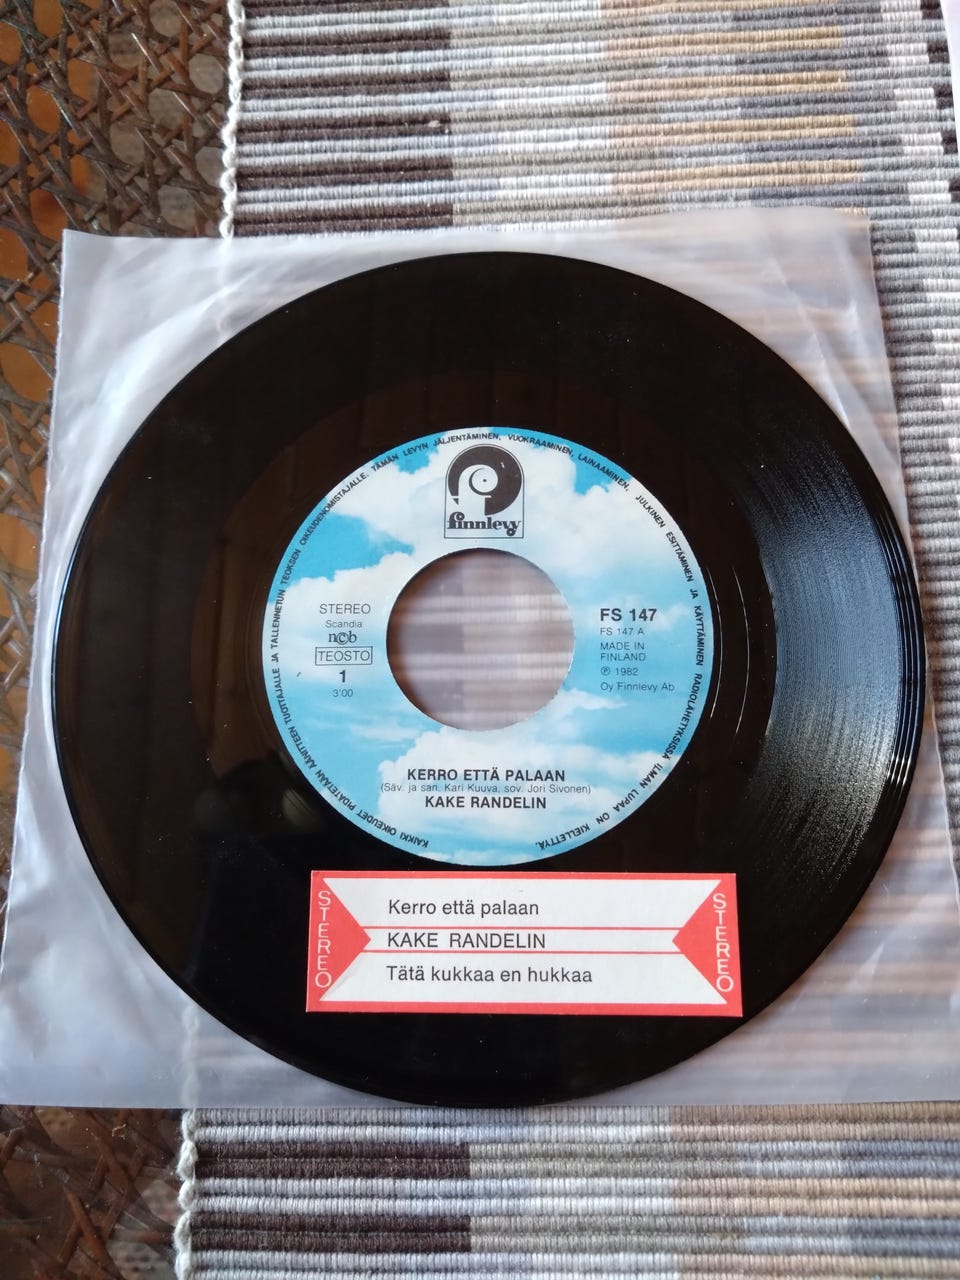 KAIKKI OIKEUDET PIDÄTETÄÄN ÄÄNITTEEN TUOTTAJALLE JA TALLENNETUN TEOKSEN OIKEUDENOMISTAJALLE. TÄMÄN LEVYN JÄLJENTÄMINEN, VUOKRAAMINEN, LAINAAMINEN, JULKINEN ESITTÄMINEN JA KÄYTTÄMINEN RADIOLÄHETYKSISSÄ ILMAN LUPAA ON KIELLETTYÄ.
finnlevy
STEREO
Scandia
n©b
TEOSTO
1
3'00
FS 147
FS 147 A
MADE IN
FINLAND
℗ 1982
Oy Finnlevy Ab
KERRO ETTÄ PALAAN
(Säv. ja san. Kari Kuuva, sov. Jori Sivonen)
KAKE RANDELIN
STEREO
Kerro että palaan
KAKE RANDELIN
Tätä kukkaa en hukkaa
STEREO